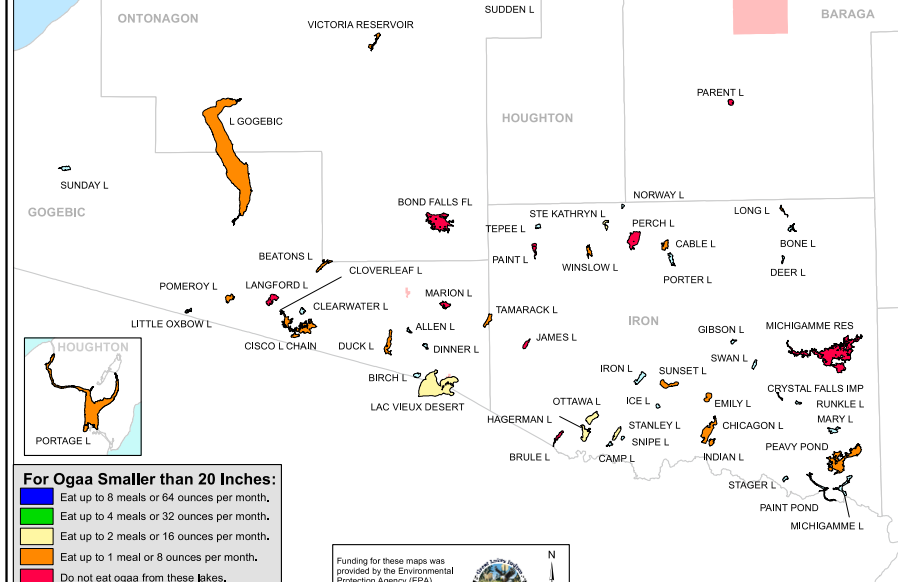 SUDDEN L
BARAGA
ONTONAGON
VICTORIA RESERVOIR
PARENT L
L GOGEBIC
HOUGHTON
SUNDAY L
NORWAY L
BOND FALLS FL
GOGEBIC
STE KATHRYN L
LONG L
TEPEE L
PERCH L
CABLE L
BONE L
BEATONS L
PAINT L
WINSLOW L
DEER L
CLOVERLEAF L
PORTER L
POMEROY L
LANGFORD L
MARION L
CLEARWATER L
TAMARACK L
LITTLE OXBOW L
IRON
ALLEN L
GIBSON L
MICHIGAMME RES
JAMES L
HOUGHTON
CISCO L CHAIN
DUCK L
DINNER L
SWAN L
IRON L
SUNSET L
BIRCH L
CRYSTAL FALLS IMP
LAC VIEUX DESERT
OTTAWA L
ICE L
EMILY L
RUNKLE L
HAGERMAN L
STANLEY L
CHICAGON L
MARY L
PORTAGE L
SNIPE L
PEAVY POND
BRULE L
CAMP L
INDIAN L
For Ogaa Smaller than 20 Inches:
STAGER L
Eat up to 8 meals or 64 ounces per month.
PAINT POND
Eat up to 4 meals or 32 ounces per month.
MICHIGAMME L
Eat up to 2 meals or 16 ounces per month.
Eat up to 1 meal or 8 ounces per month.
Do not eat ogaa from these lakes.
N
Funding for these maps was
provided by the Environmental
Protection Agency (EPA)